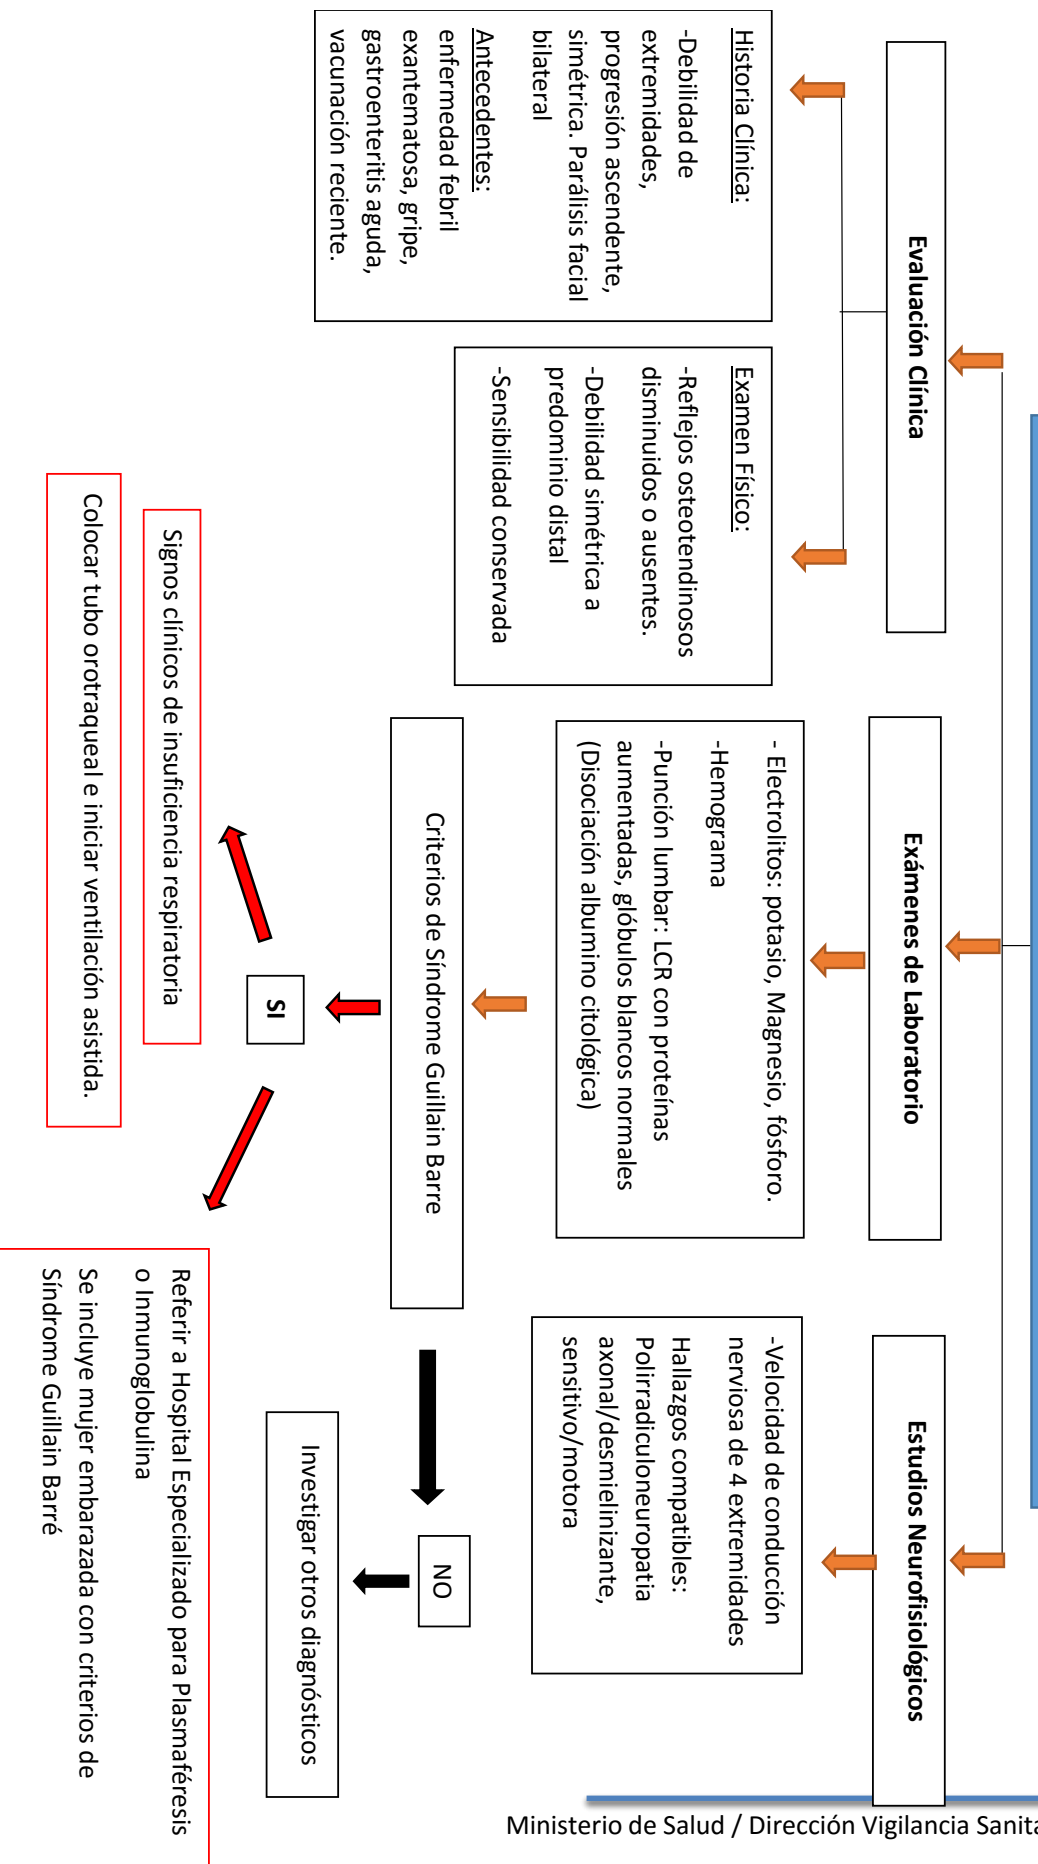 Evaluación Clínica
Historia Clínica:
-Debilidad de
extremidades,
progresión ascendente,
simétrica. Parálisis facial
bilateral
Antecedentes:
enfermedad febril
exantematosa, gripe,
gastroenteritis aguda,
vacunación reciente.
Examen Físico:
-Reflejos osteotendinosos
disminuidos o ausentes.
-Debilidad simétrica a
predominio distal
-Sensibilidad conservada
Exámenes de Laboratorio
- Electrolitos: potasio, Magnesio, fósforo.
-Hemograma
-Punción lumbar: LCR con proteínas
aumentadas, glóbulos blancos normales
(Disociación albumino citológica)
Estudios Neurofisiológicos
-Velocidad de conducción
nerviosa de 4 extremidades
Hallazgos compatibles:
Polirradiculoneuropatia
axonal/desmielinizante,
sensitivo/motora
Criterios de Síndrome Guillain Barre
SI
NO
Investigar otros diagnósticos
Signos clínicos de insuficiencia respiratoria
Colocar tubo orotraqueal e iniciar ventilación asistida.
Referir a Hospital Especializado para Plasmaféresis
o Inmunoglobulina
Se incluye mujer embarazada con criterios de
Síndrome Guillain Barré
Ministerio de Salud / Dirección Vigilancia